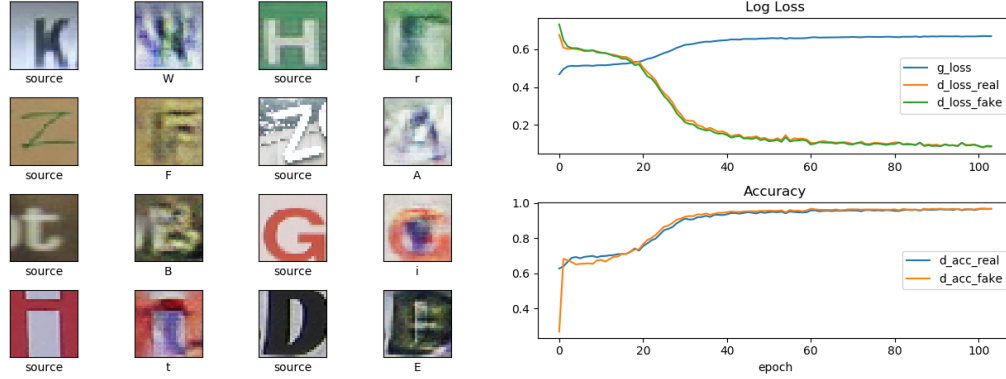 K W H r
source W source r
Z F Z A
source F source A
ot B G
source B source i
i t D E
source t source E
Log Loss
0.6
0.4
0.2
g_loss
d_loss_real
d_loss_fake
0 20 40 60 80 100
Accuracy
1.0
0.8
0.6
0.4
d_acc_real
d_acc_fake
0 20 40 60 80 100
epoch